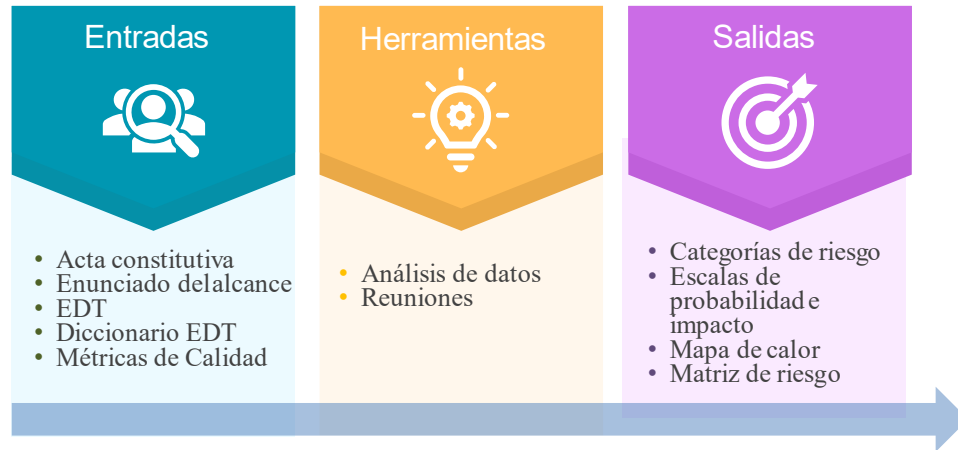 Entradas
• Acta constitutiva
• Enunciado delalcance
• EDT
• Diccionario EDT
• Métricas de Calidad
Herramientas
• Análisis de datos
• Reuniones
Salidas
• Categorías de riesgo
• Escalas de
probabilidad e
impacto
• Mapa de calor
• Matriz de riesgo